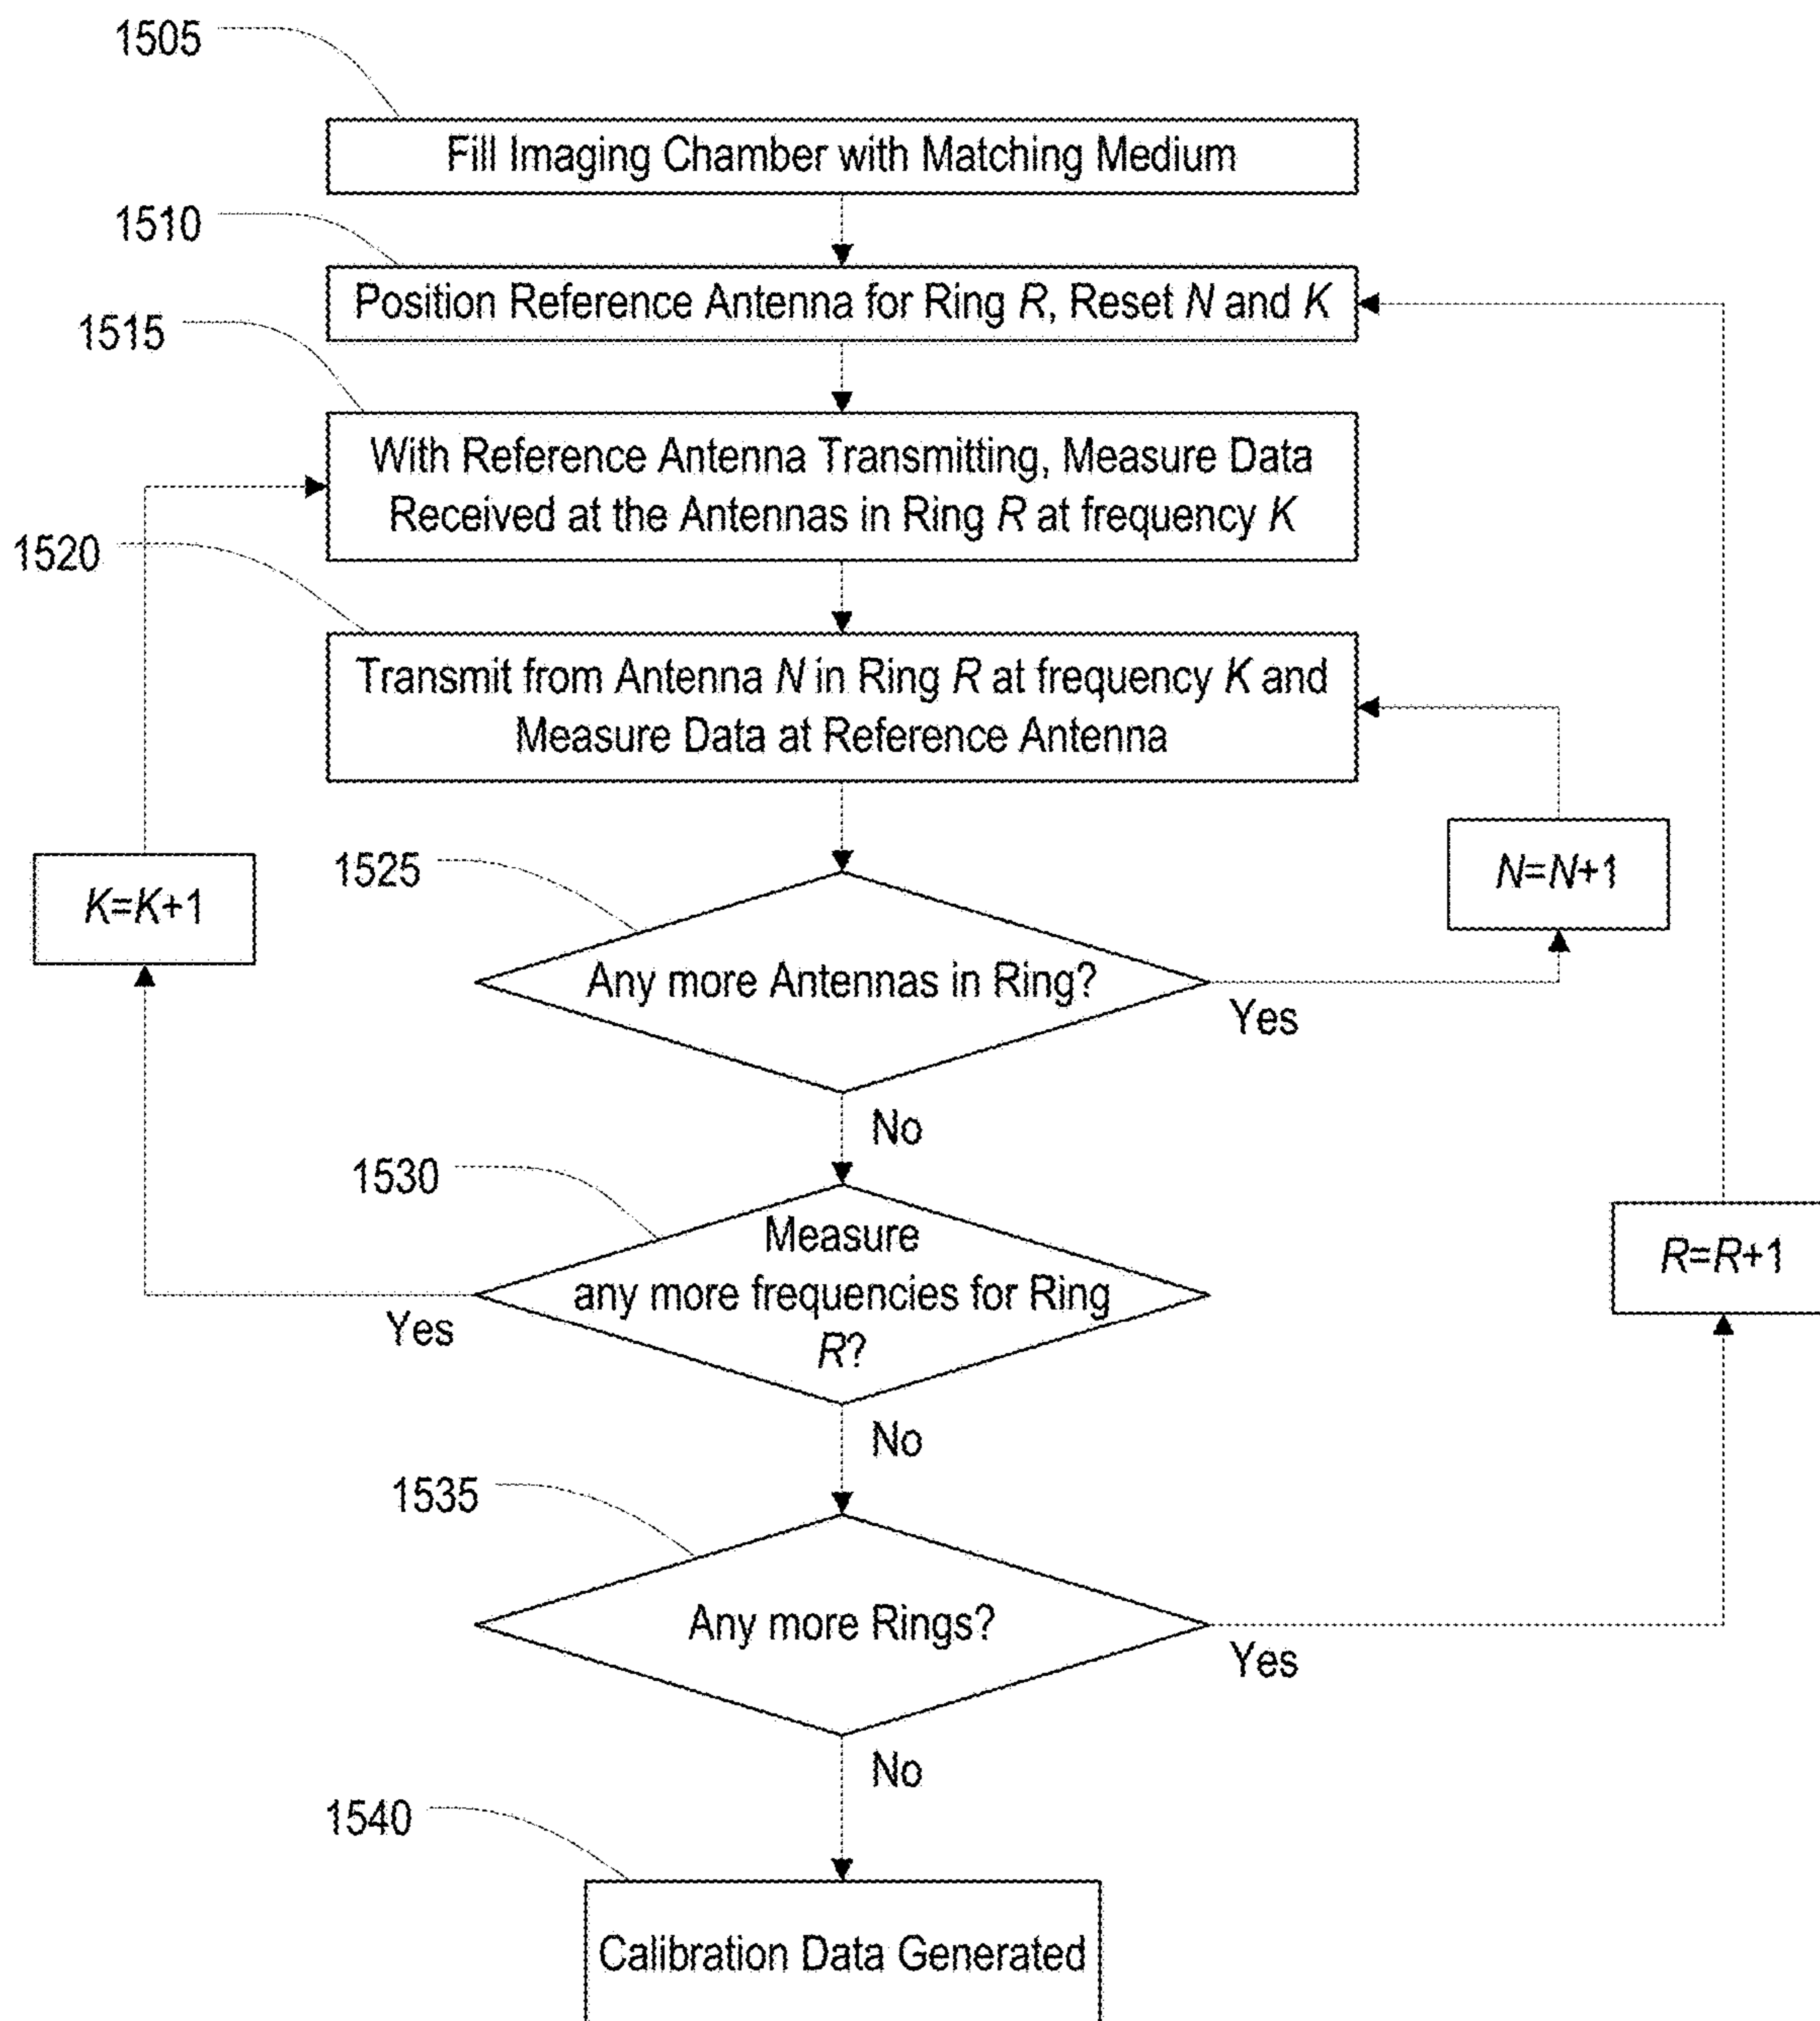 1505
Fill Imaging Chamber with Matching Medium
1510
Position Reference Antenna for Ring R, Reset N and K
1515
With Reference Antenna Transmitting, Measure Data
Received at the Antennas in Ring R at frequency K
1520
Transmit from Antenna N in Ring R at frequency K and
Measure Data at Reference Antenna
K=K+1
1525
N=N+1
Any more Antennas in Ring?
Yes
No
1530
Measure
any more frequencies for Ring
R?
Yes
R=R+1
No
1535
Any more Rings?
Yes
No
1540
Calibration Data Generated